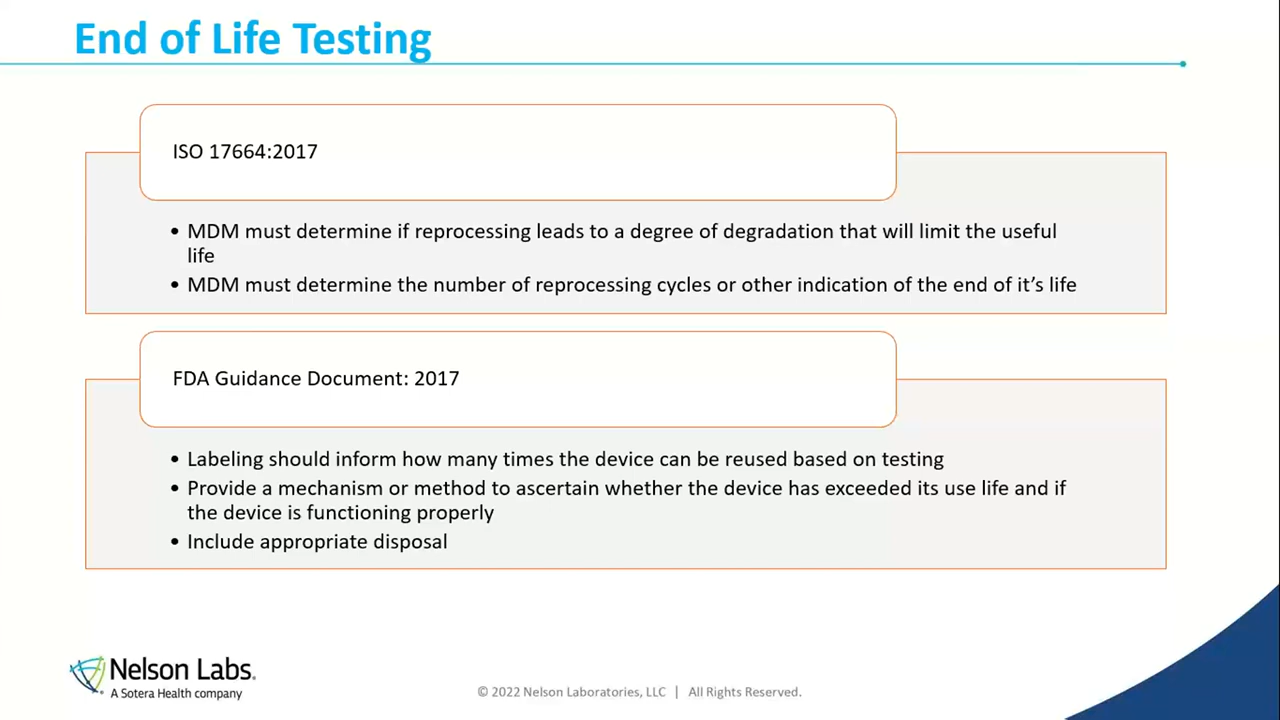 End of Life Testing
ISO 17664:2017
• MDM must determine if reprocessing leads to a degree of degradation that will limit the useful
life
• MDM must determine the number of reprocessing cycles or other indication of the end of it’s life
FDA Guidance Document: 2017
• Labeling should inform how many times the device can be reused based on testing
• Provide a mechanism or method to ascertain whether the device has exceeded its use life and if
the device is functioning properly
• Include appropriate disposal
Nelson Labs.
A Sotera Health company
© 2022 Nelson Laboratories, LLC | All Rights Reserved.